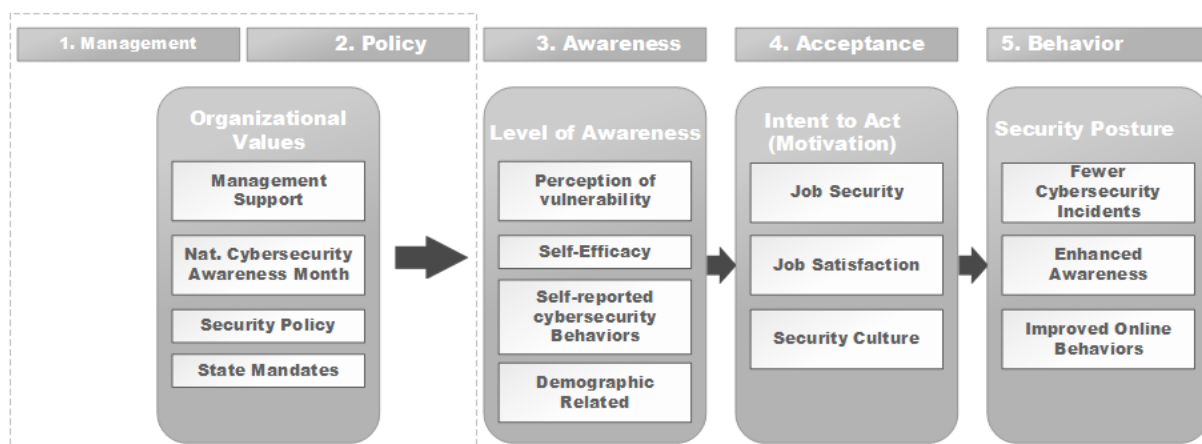 1. Management
2. Policy
3. Awareness
4. Acceptance
5. Behavior
Organizational
Values
Management
Support
Nat. Cybersecurity
Awareness Month
Security Policy
State Mandates
Level of Awareness
Perception of
vulnerability
Self-Efficacy
Self-reported
cybersecurity
Behaviors
Demographic
Related
Intent to Act
(Motivation)
Job Security
Job Satisfaction
Security Culture
Security Posture
Fewer
Cybersecurity
Incidents
Enhanced
Awareness
Improved Online
Behaviors